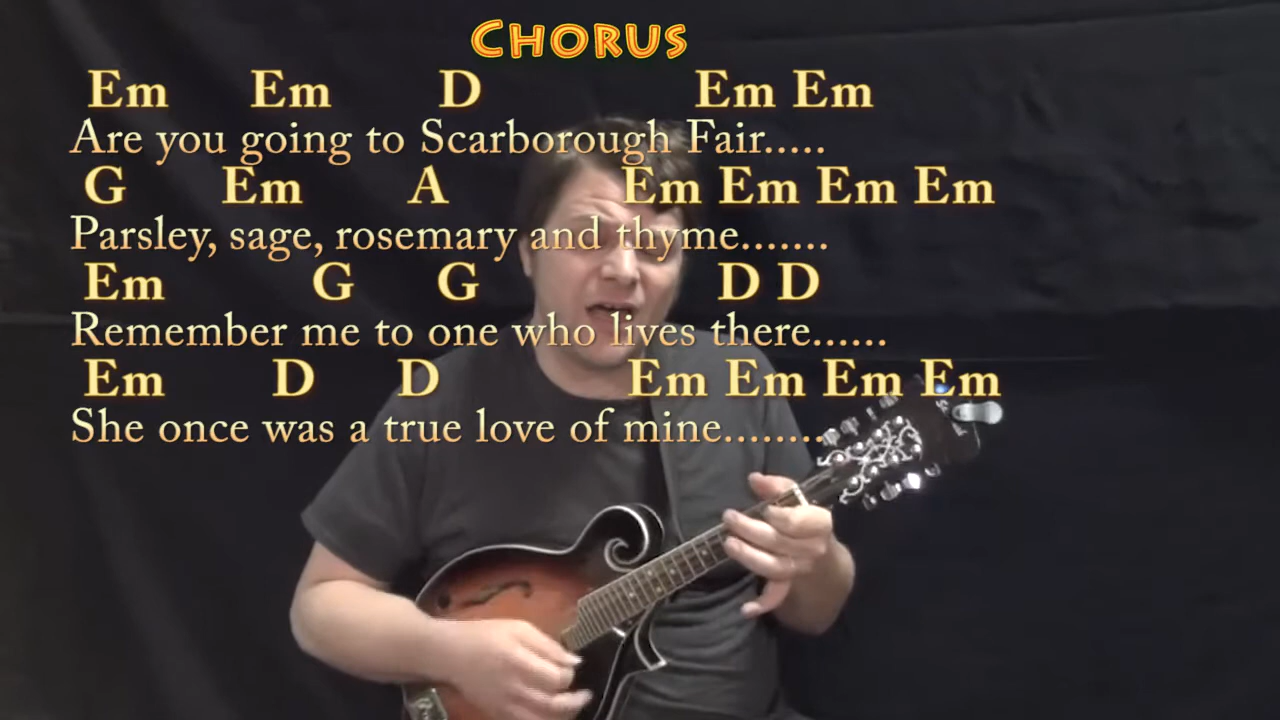 CHORUS
Em Em D Em Em
Are you going to Scarborough Fair.....
G Em A Em Em Em Em
Parsley, sage, rosemary and thyme.......
Em G G D D
Remember me to one who lives there......
Em D D Em Em Em Em
She once was a true love of mine........